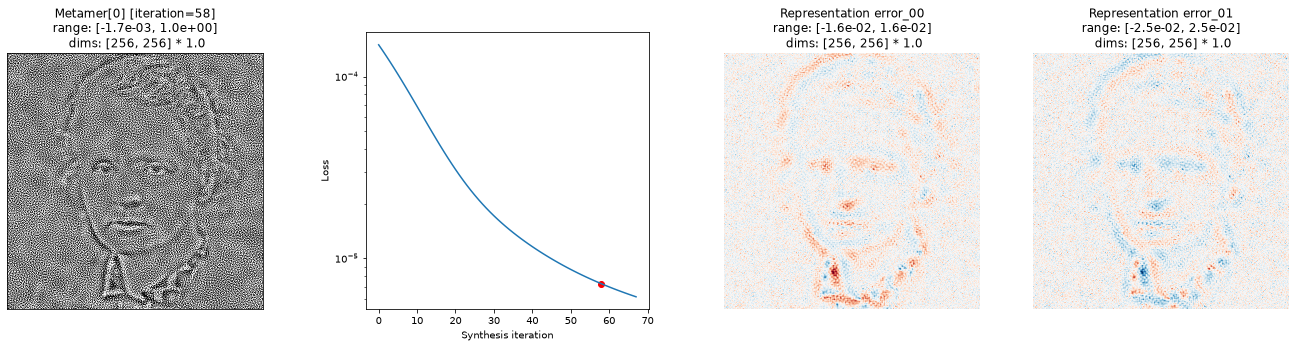 Metamer[0] [iteration=58]
range: [-1.7e-03, 1.0e+00]
dims: [256, 256] * 1.0
Loss
10⁻⁴
10⁻⁵
0 10 20 30 40 50 60 70
Synthesis iteration
Representation error_00
range: [-1.6e-02, 1.6e-02]
dims: [256, 256] * 1.0
Representation error_01
range: [-2.5e-02, 2.5e-02]
dims: [256, 256] * 1.0